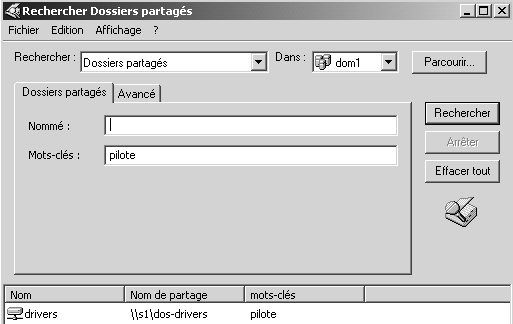 Rechercher Dossiers partagés
Fichier Edition Affichage ?
Rechercher : Dossiers partagés Dans : dom1 Parcourir...
Dossiers partagés Avancé
Rechercher
Nommé :
Arrêter
Mots-clés : pilote
Effacer tout
Nom Nom de partage mots-clés
drivers \\s1\dos-drivers pilote